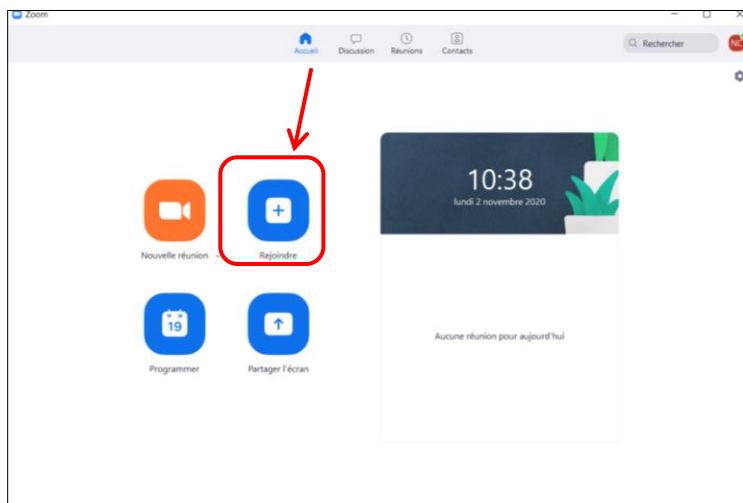 Zoom
Accueil
Discussion
Réunions
Contacts
Rechercher
NC
10:38
lundi 2 novembre 2020
Nouvelle réunion
Rejoindre
19
Programmer
Partager l'écran
Aucune réunion pour aujourd'hui